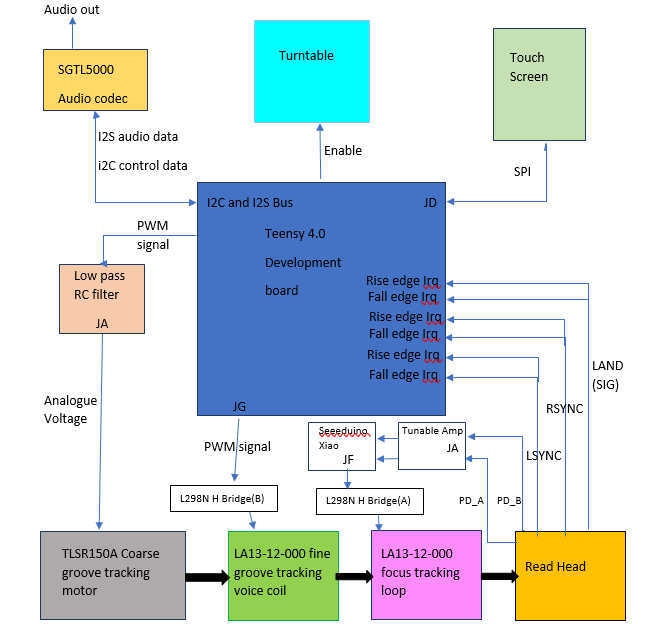 Audio out
SGTL5000
Audio codec
Turntable
Touch
Screen
I2S audio data
i2C control data
Enable
SPI
I2C and I2S Bus
JD
Teensy 4.0
Development
board
PWM
signal
Low pass
RC filter
JA
Rise edge Irq
Fall edge Irq
Rise edge Irq
Fall edge Irq
Rise edge Irq
Fall edge Irq
LAND
(SIG)
RSYNC
LSYNC
Analogue
Voltage
JG
PWM signal
Seeeduino
Xiao
JF
Tunable Amp
JA
L298N H Bridge(B)
L298N H Bridge(A)
PD_A
PD_B
TLSR150A Coarse
groove tracking
motor
LA13-12-000 fine
groove tracking
voice coil
LA13-12-000
focus tracking
loop
Read Head